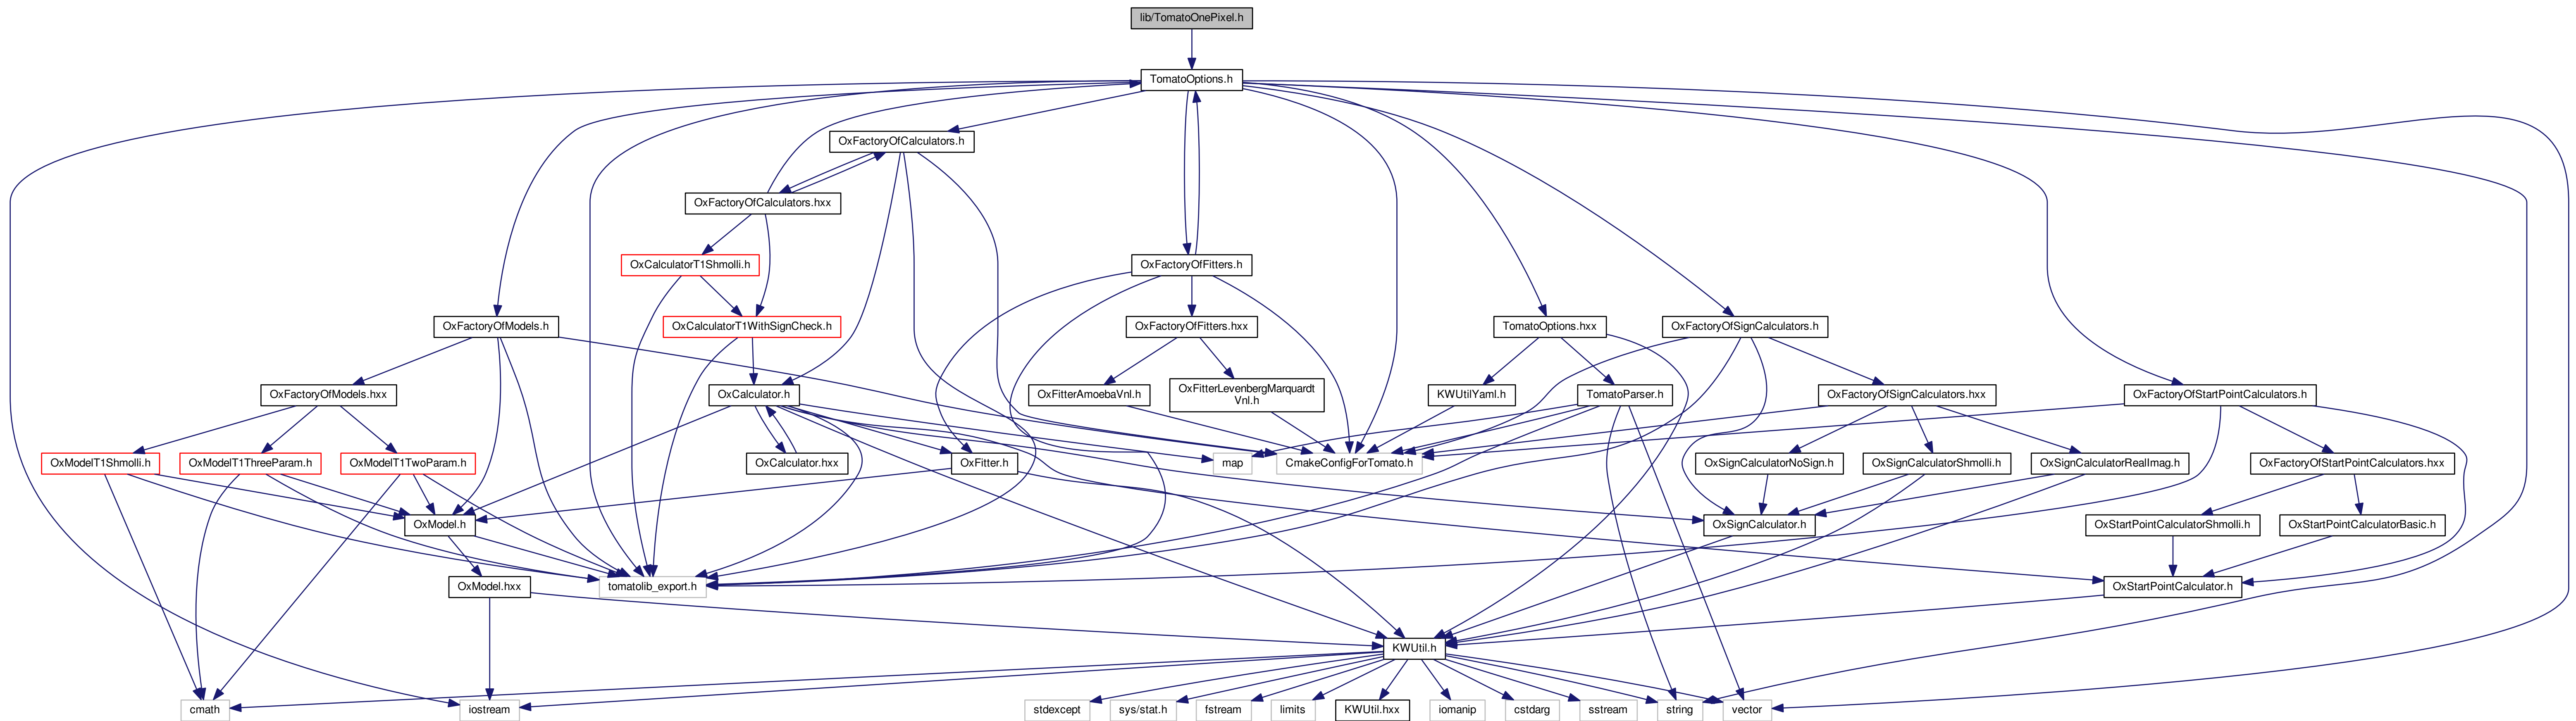 lib/TomatoOnePixel.h
TomatoOptions.h
OxFactoryOfCalculators.h
OxFactoryOfCalculators.hxx
OxCalculatorT1Shmolli.h
OxFactoryOfFitters.h
OxFactoryOfModels.h
OxCalculatorT1WithSignCheck.h
OxFactoryOfFitters.hxx
TomatoOptions.hxx
OxFactoryOfSignCalculators.h
OxFactoryOfModels.hxx
OxCalculator.h
OxFitterAmoebaVnl.h
OxFitterLevenbergMarquardt
Vnl.h
KWUtilYaml.h
TomatoParser.h
OxFactoryOfSignCalculators.hxx
OxFactoryOfStartPointCalculators.h
OxModelT1Shmolli.h
OxModelT1ThreeParam.h
OxModelT1TwoParam.h
OxCalculator.hxx
OxFitter.h
map
CmakeConfigForTomato.h
OxSignCalculatorNoSign.h
OxSignCalculatorShmolli.h
OxSignCalculatorRealImag.h
OxFactoryOfStartPointCalculators.hxx
OxModel.h
OxSignCalculator.h
OxStartPointCalculatorShmolli.h
OxStartPointCalculatorBasic.h
OxModel.hxx
tomatolib_export.h
OxStartPointCalculator.h
KWUtil.h
cmath
iostream
stdexcept
sys/stat.h
fstream
limits
KWUtil.hxx
iomanip
cstdarg
sstream
string
vector